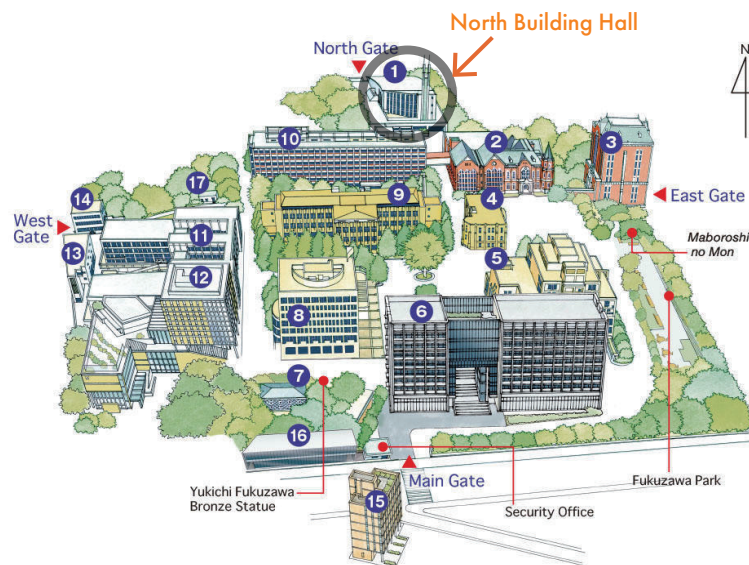 North Building Hall
North Gate
N
1
10
2
3
17
14
9
4
East Gate
West
Gate
11
Maboroshi
no Mon
13
12
5
8
6
7
16
Main Gate
Yukichi Fukuzawa
Bronze Statue
15
Security Office
Fukuzawa Park